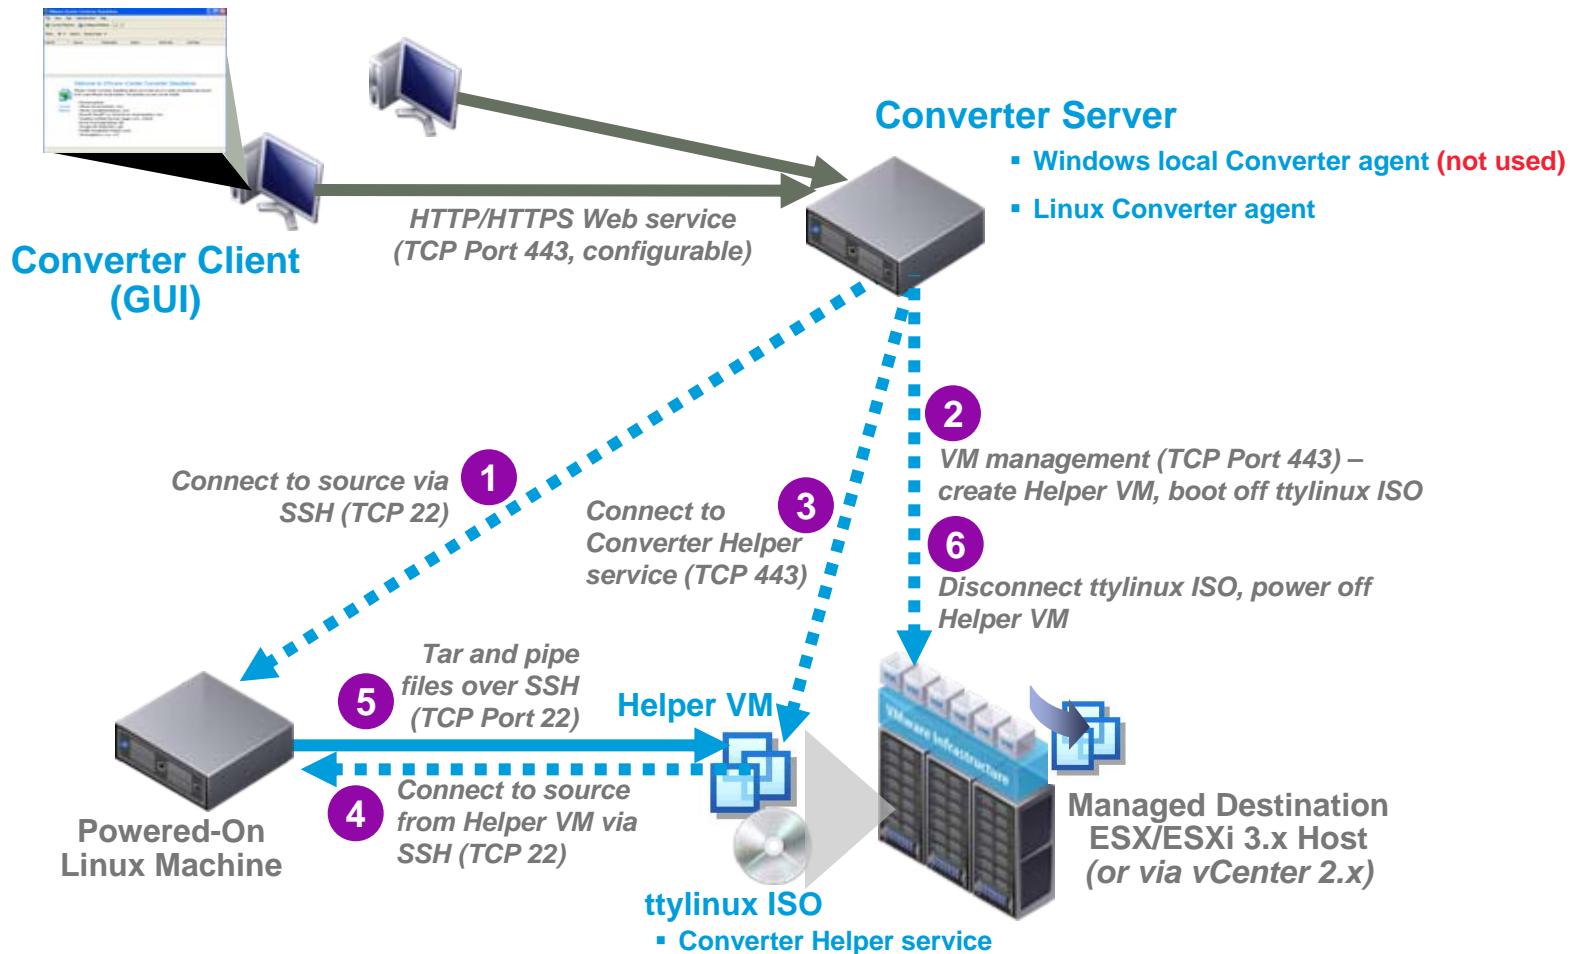 Converter Server
▪ Windows local Converter agent (not used)
▪ Linux Converter agent
HTTP/HTTPS Web service
(TCP Port 443, configurable)
Converter Client
(GUI)
1
Connect to source via
SSH (TCP 22)
2
VM management (TCP Port 443) –
create Helper VM, boot off ttylinux ISO
3
Connect to
Converter Helper
service (TCP 443)
6
Disconnect ttylinux ISO, power off
Helper VM
5
Tar and pipe
files over SSH
(TCP Port 22)
Helper VM
4
Connect to source
from Helper VM via
SSH (TCP 22)
Powered-On
Linux Machine
VMware Infrastructure
Managed Destination
ESX/ESXi 3.x Host
(or via vCenter 2.x)
ttylinux ISO
▪ Converter Helper service